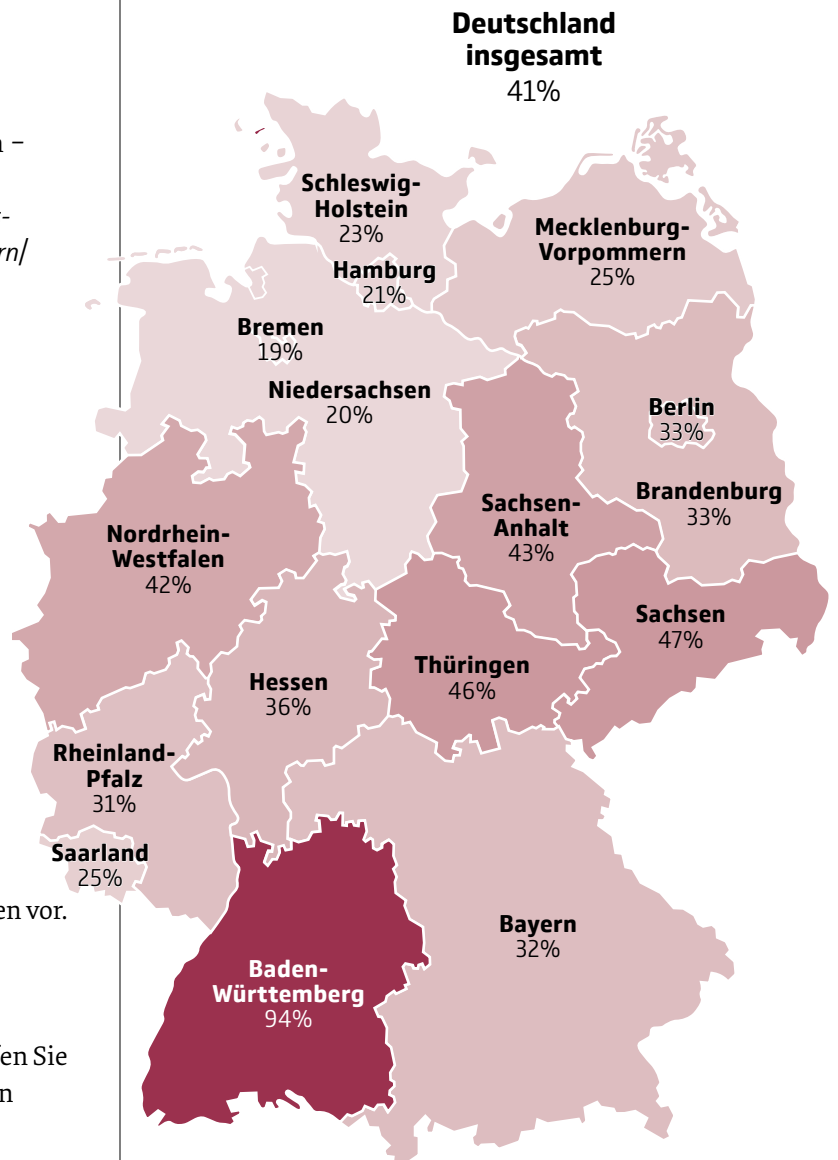 Deutschland
insgesamt
41%
n –
-
rn/
Schleswig-
Holstein
23%
Mecklenburg-
Vorpommern
25%
Hamburg
21%
Bremen
19%
Niedersachsen
20%
Berlin
33%
Brandenburg
33%
Sachsen-
Anhalt
43%
Nordrhein-
Westfalen
42%
Sachsen
47%
Thüringen
46%
Hessen
36%
Rheinland-
Pfalz
31%
Saarland
25%
en vor.
Bayern
32%
Baden-
Württemberg
94%
en Sie
n